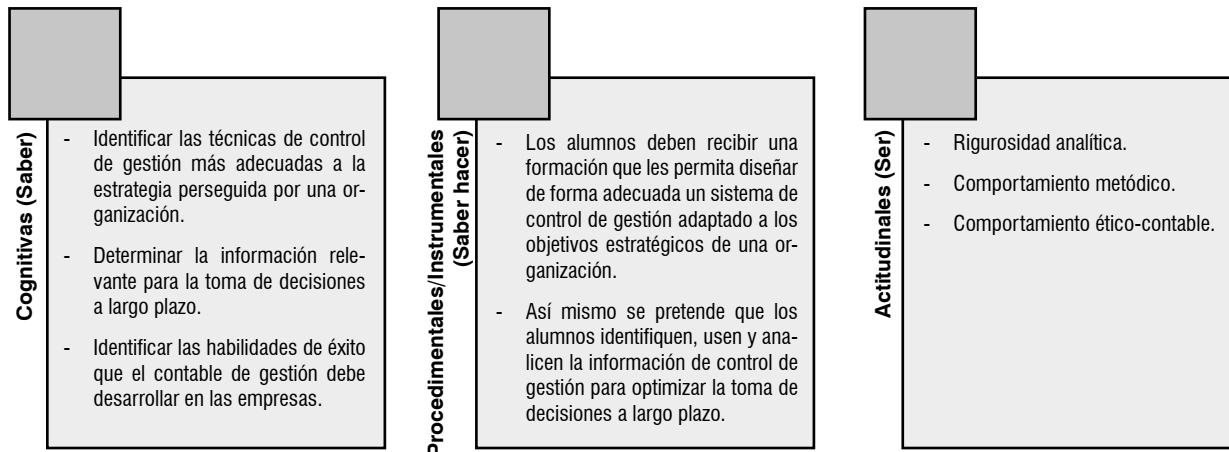 Cognitivas (Saber)
- Identificar las técnicas de control
de gestión más adecuadas a la
estrategia perseguida por una or-
ganización.
- Determinar la información rele-
vante para la toma de decisiones
a largo plazo.
- Identificar las habilidades de éxito
que el contable de gestión debe
desarrollar en las empresas.
Procedimentales/Instrumentales
(Saber hacer)
- Los alumnos deben recibir una
formación que les permita diseñar
de forma adecuada un sistema de
control de gestión adaptado a los
objetivos estratégicos de una or-
ganización.
- Así mismo se pretende que los
alumnos identifiquen, usen y ana-
licen la información de control de
gestión para optimizar la toma de
decisiones a largo plazo.
Actitudinales (Ser)
- Rigurosidad analítica.
- Comportamiento metódico.
- Comportamiento ético-contable.